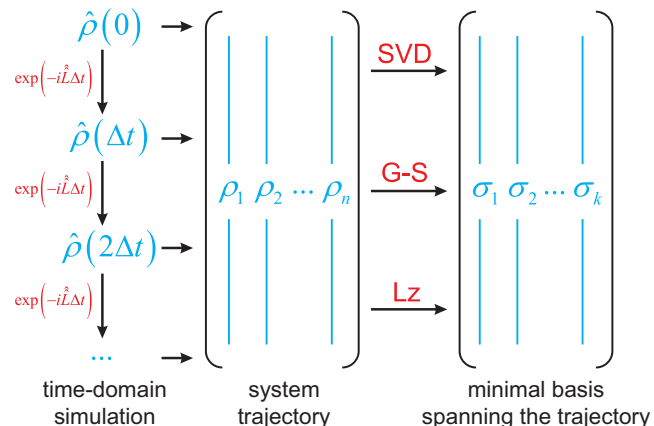 ρ̂(0)
exp(−iL̂̂Δt)
ρ̂(Δt)
exp(−iL̂̂Δt)
ρ̂(2Δt)
exp(−iL̂̂Δt)
...
time-domain
simulation
ρ₁ ρ₂ ... ρₙ
system
trajectory
SVD
G-S
Lz
σ₁ σ₂ ... σₖ
minimal basis
spanning the trajectory